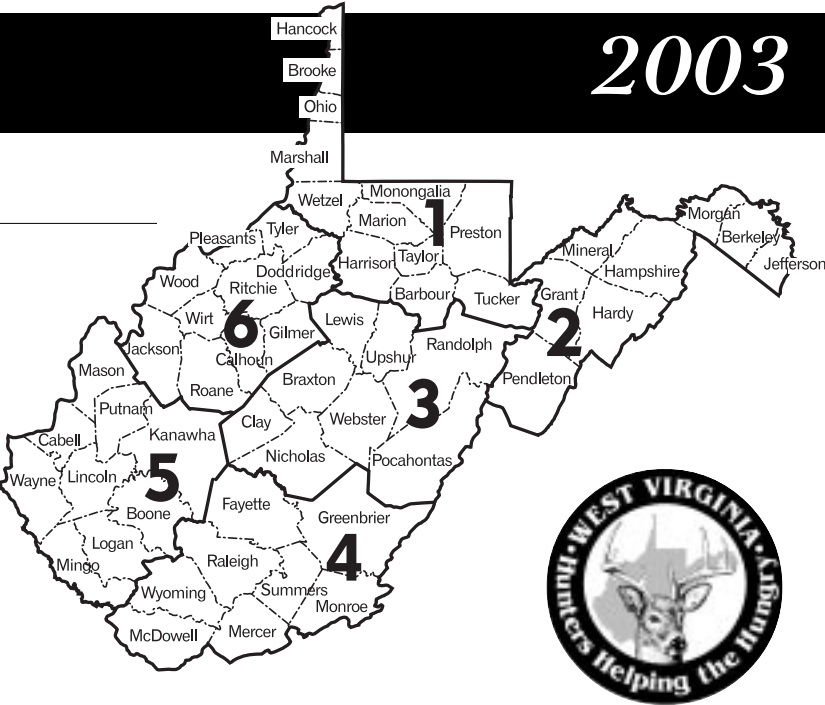 2003
Hancock
Brooke
Ohio
Marshall
Wetzel
Monongalia
Marion
1
Preston
Harrison
Taylor
Barbour
Tucker
Morgan
Berkeley
Jefferson
Mineral
Hampshire
Grant
Hardy
2
Pendleton
Pleasants
Tyler
Wood
Doddridge
Ritchie
Wirt
6
Gilmer
Jackson
Calhoun
Roane
Lewis
Upshur
Randolph
Braxton
3
Clay
Webster
Nicholas
Pocahontas
Mason
Putnam
Cabell
Kanawha
Wayne
Lincoln
5
Boone
Logan
Mingo
Fayette
Greenbrier
4
Raleigh
Summers
Wyoming
Monroe
McDowell
Mercer
•WEST VIRGINIA•
Hunters Helping the Hungry